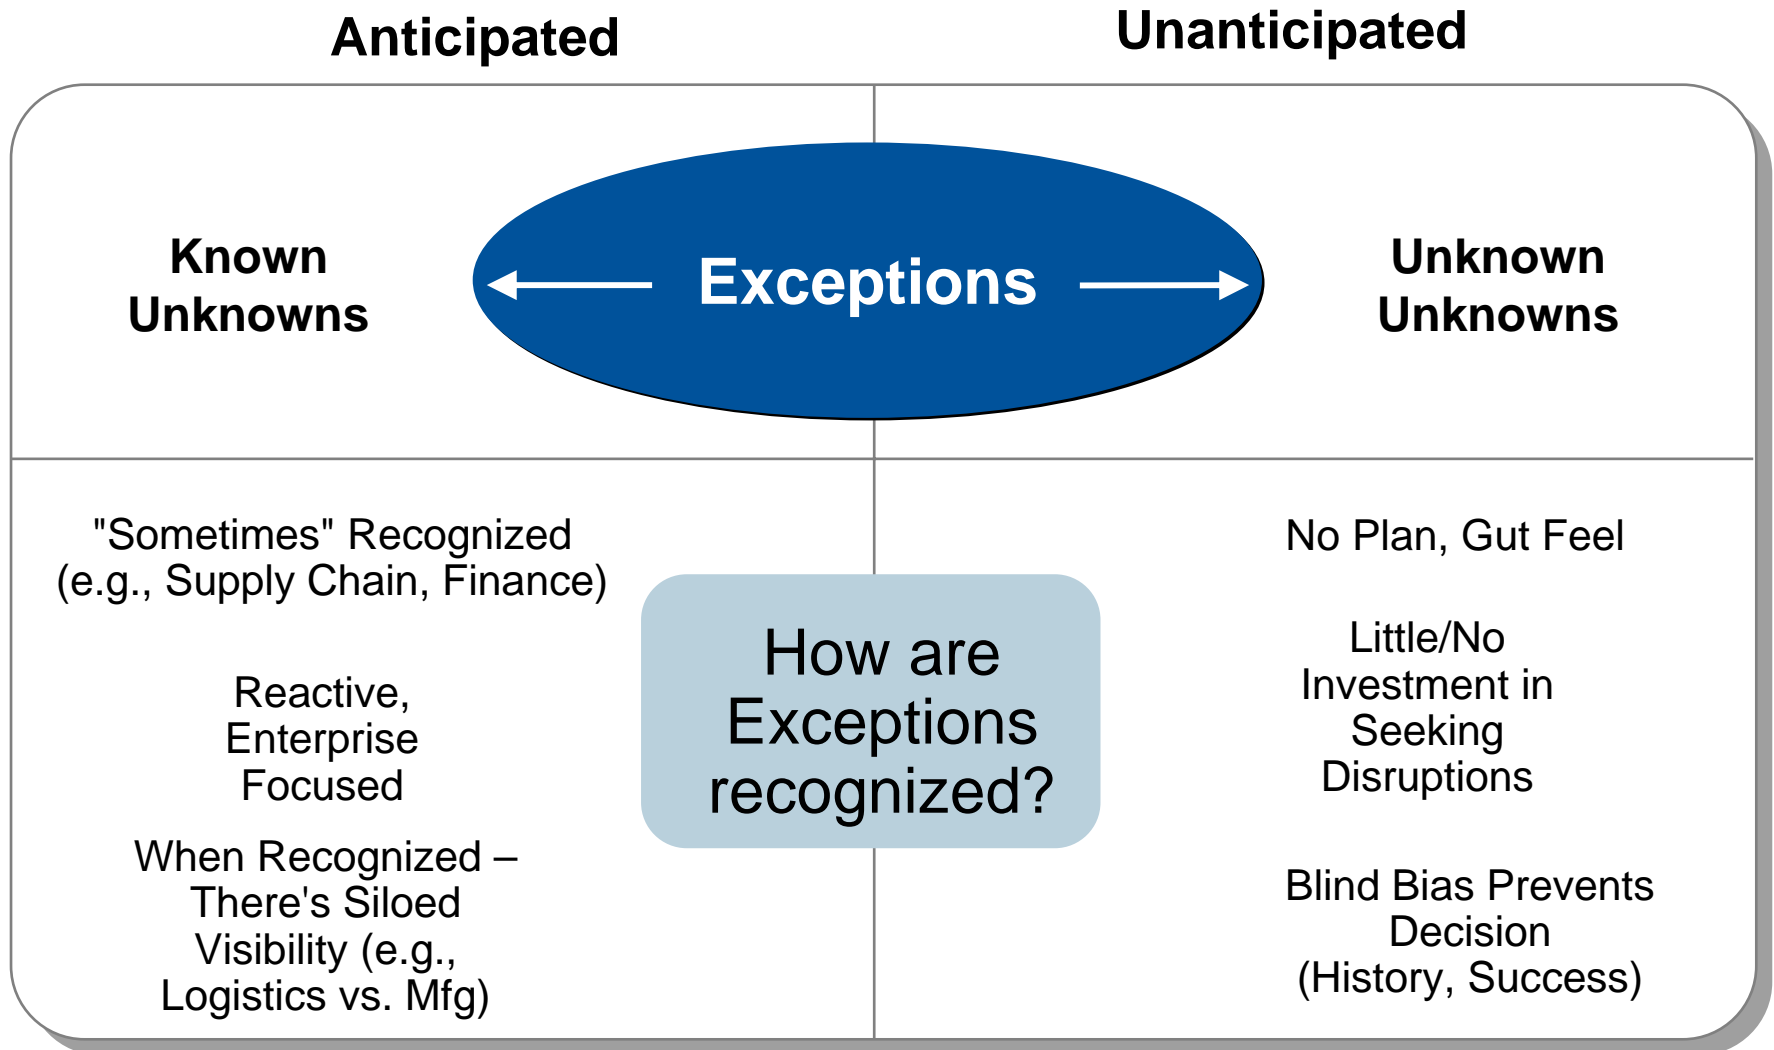 Anticipated
Unanticipated
Known
Unknowns
Exceptions
Unknown
Unknowns
"Sometimes" Recognized
(e.g., Supply Chain, Finance)
Reactive,
Enterprise
Focused
When Recognized –
There's Siloed
Visibility (e.g.,
Logistics vs. Mfg)
How are
Exceptions
recognized?
No Plan, Gut Feel
Little/No
Investment in
Seeking
Disruptions
Blind Bias Prevents
Decision
(History, Success)